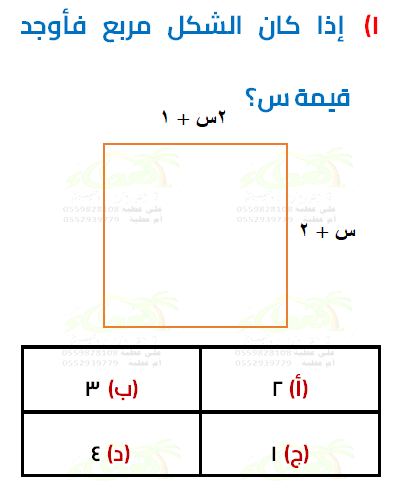 ١) إذا كان الشكل مربع فأوجد
قيمة س؟
٢س + ١
س + ٢
على عطيه 0559828108
ام عطيه 0552939779
(أ) ٢
(ب) ٣
(ج) ١
(د) ٤